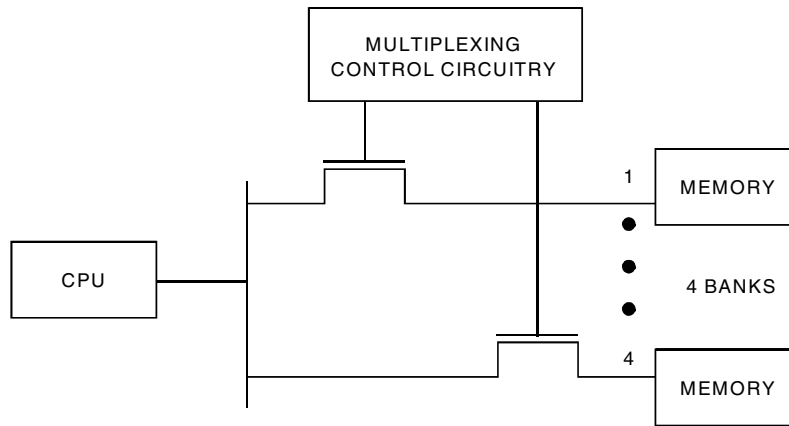 MULTIPLEXING
CONTROL CIRCUITRY
1
MEMORY
CPU
4 BANKS
4
MEMORY